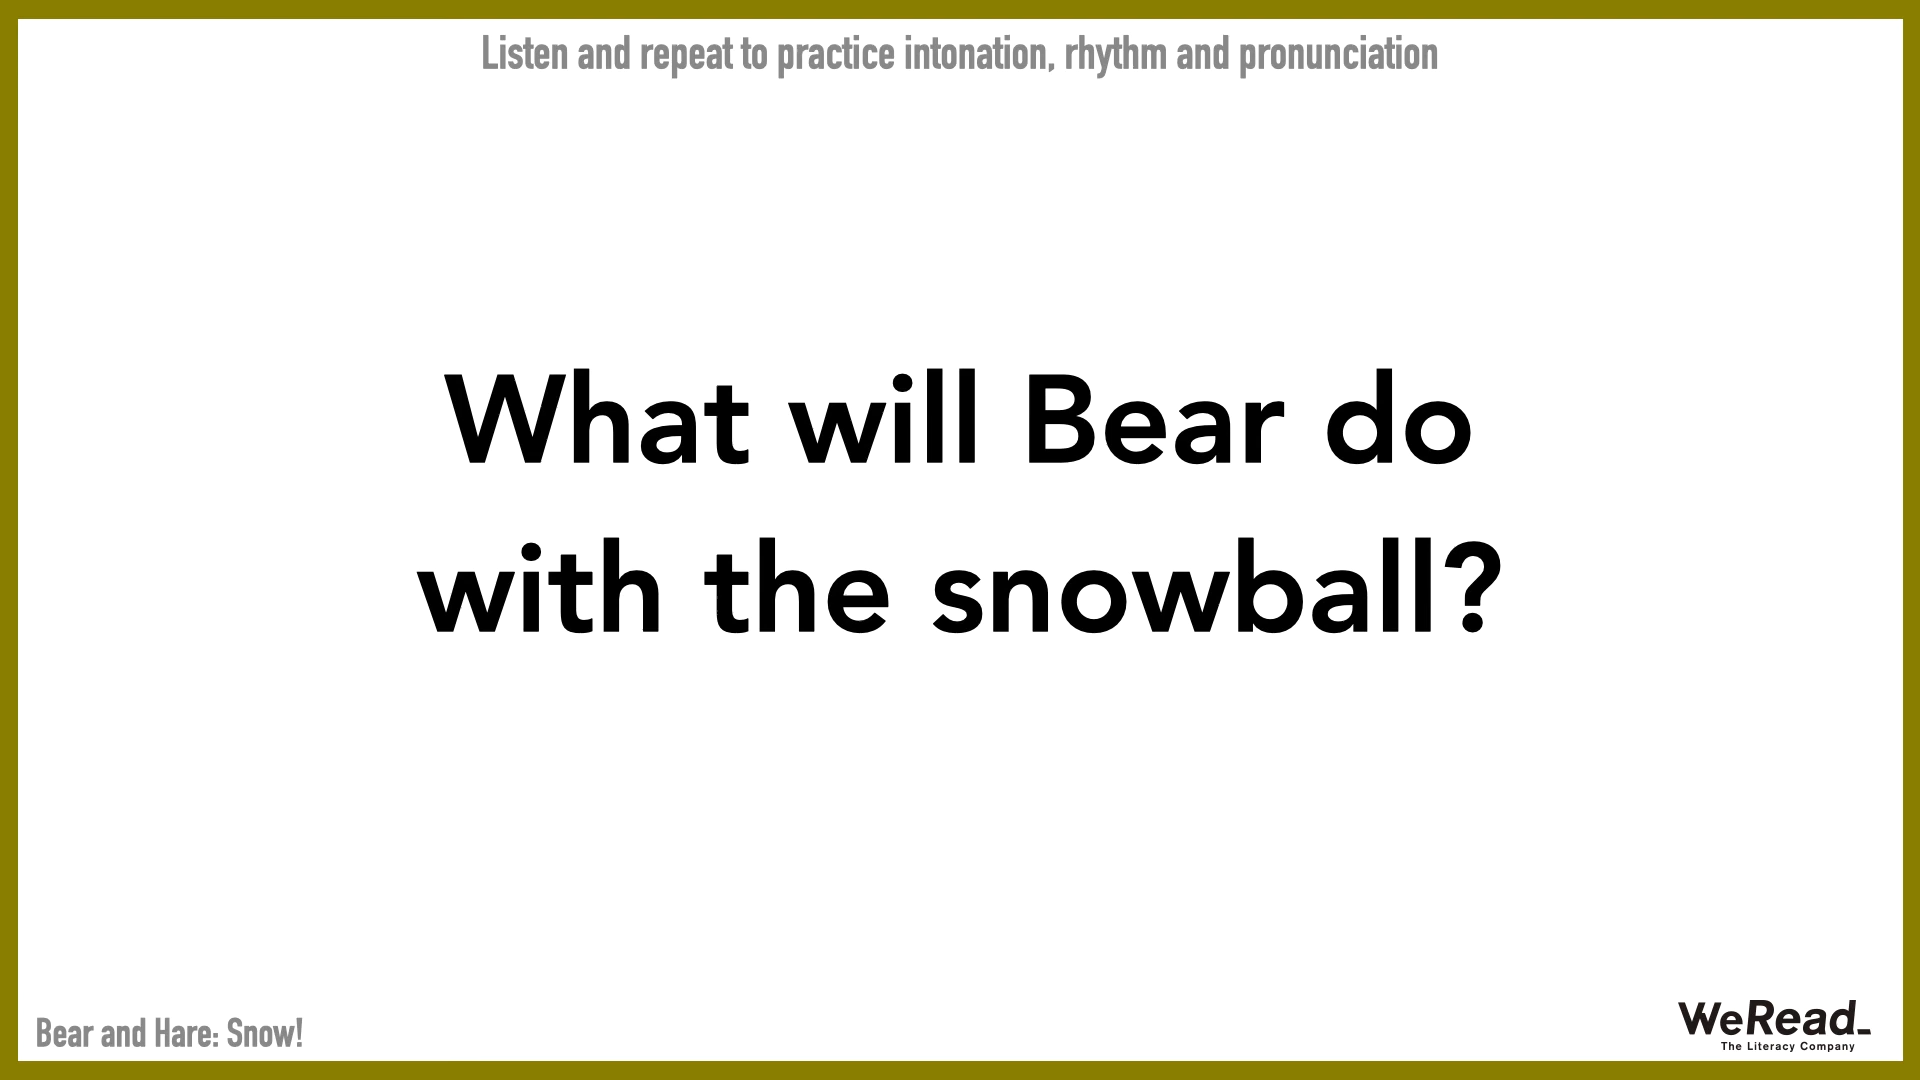 Listen and repeat to practice intonation, rhythm and pronunciation
What will Bear do
with the snowball?
Bear and Hare: Snow!
WeRead_
The Literacy Company